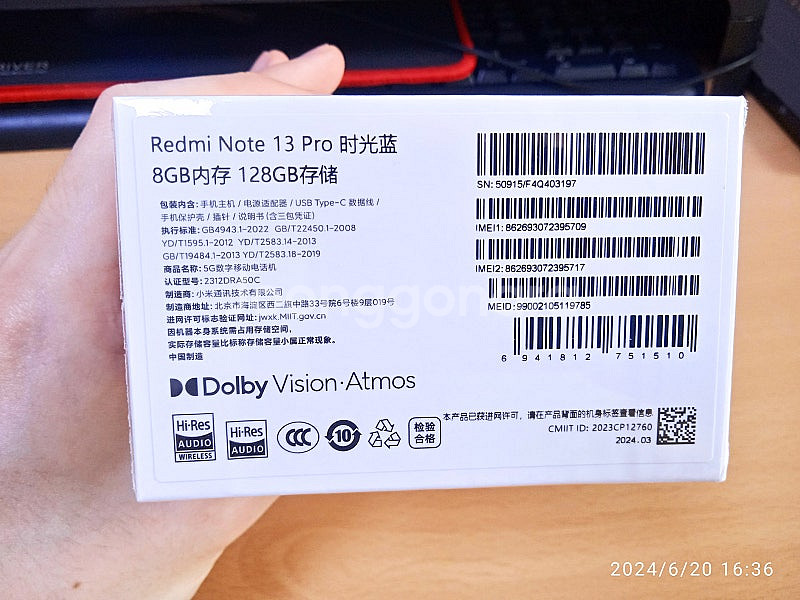 RIVER
Redmi Note 13 Pro 时光蓝
8GB内存 128GB存储
包装内含: 手机主机 / 电源适配器 / USB Type-C 数据线 /
手机保护壳 / 插针 / 说明书 (含三包凭证)
执行标准: GB4943.1-2022 GB/T22450.1-2008
YD/T1595.1-2012 YD/T2583.14-2013
GB/T19484.1-2013 YD/T2583.18-2019
商品名称: 5G数字移动电话机
认证型号: 2312DRA50C
制造商: 小米通讯技术有限公司
制造商地址: 北京市海淀区西二旗中路33号院6号楼9层019号
进网许可标志验证网址: jwxk.MIIT.gov.cn
因机器本身系统需占用存储空间，
实际存储容量比标称存储容量小属正常现象。
中国制造
Dolby Vision·Atmos
Hi-Res
AUDIO
WIRELESS
Hi-Res
AUDIO
CCC
10
检验
合格
SN: 50915/F4Q403197
IMEI1: 862693072395709
IMEI2: 862693072395717
MEID: 99002105119785
6 941812 751510
本产品已获进网许可，请在产品背面的机身标签查看信息
CMIIT ID: 2023CP12760
2024.03
2024/6/20 16:36